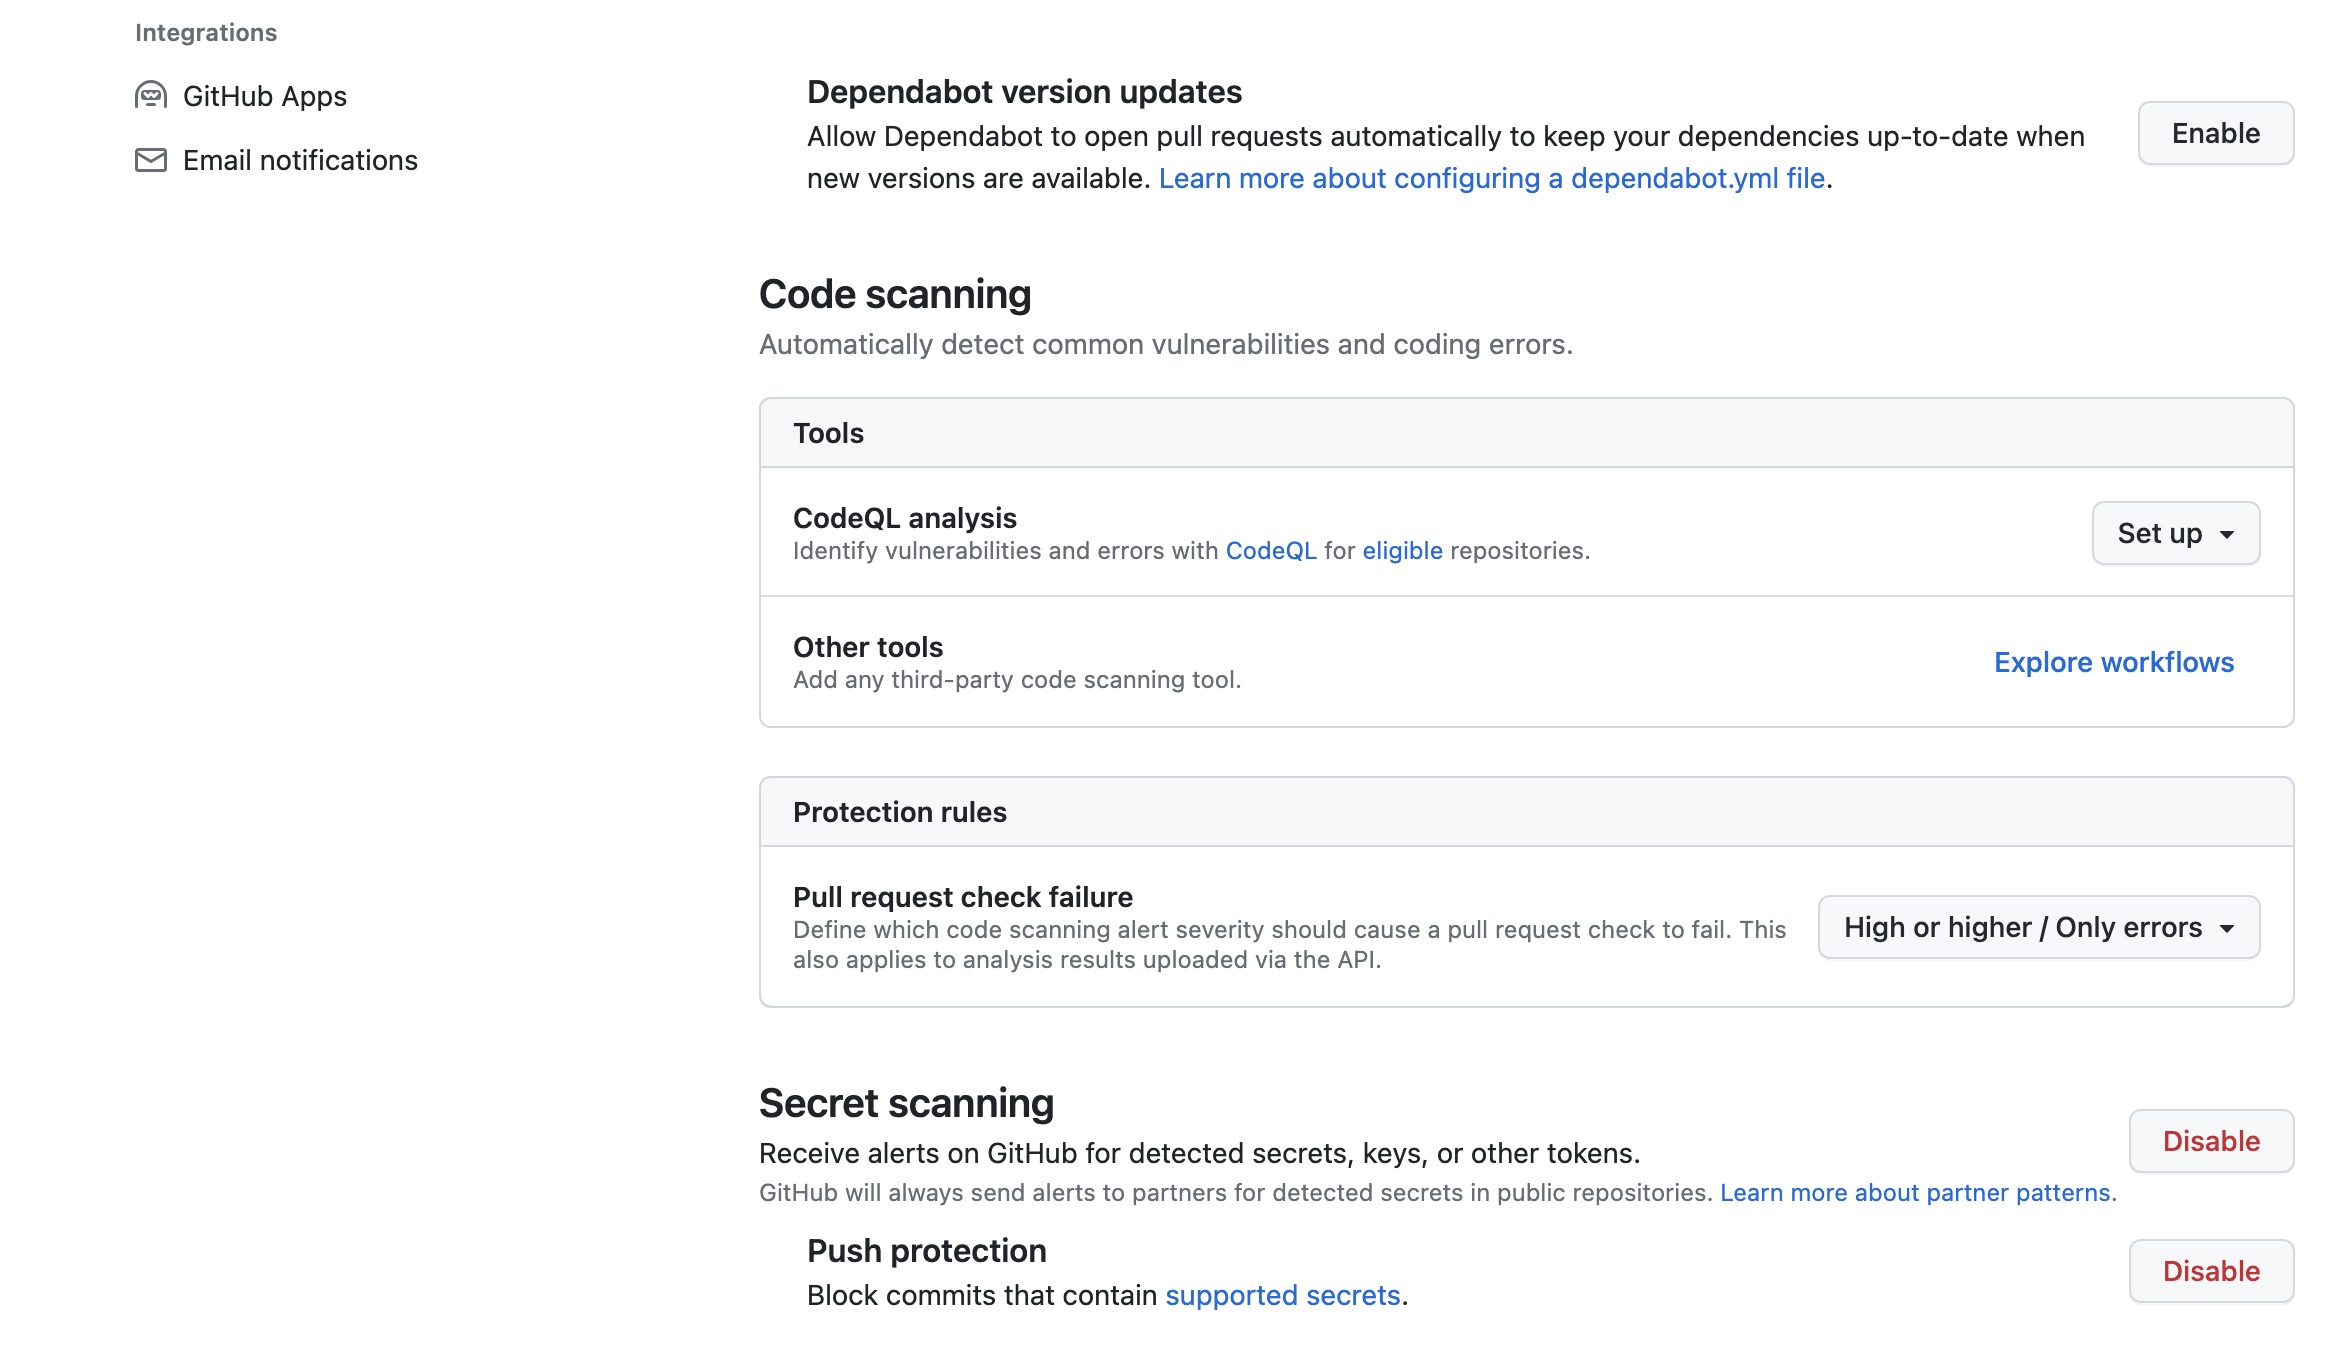 Integrations
GitHub Apps
Email notifications
Dependabot version updates
Allow Dependabot to open pull requests automatically to keep your dependencies up-to-date when
new versions are available. Learn more about configuring a dependabot.yml file.
Enable
Code scanning
Automatically detect common vulnerabilities and coding errors.
Tools
CodeQL analysis
Identify vulnerabilities and errors with CodeQL for eligible repositories.
Set up
Other tools
Add any third-party code scanning tool.
Explore workflows
Protection rules
Pull request check failure
Define which code scanning alert severity should cause a pull request check to fail. This
also applies to analysis results uploaded via the API.
High or higher / Only errors
Secret scanning
Receive alerts on GitHub for detected secrets, keys, or other tokens.
GitHub will always send alerts to partners for detected secrets in public repositories. Learn more about partner patterns.
Disable
Push protection
Block commits that contain supported secrets.
Disable